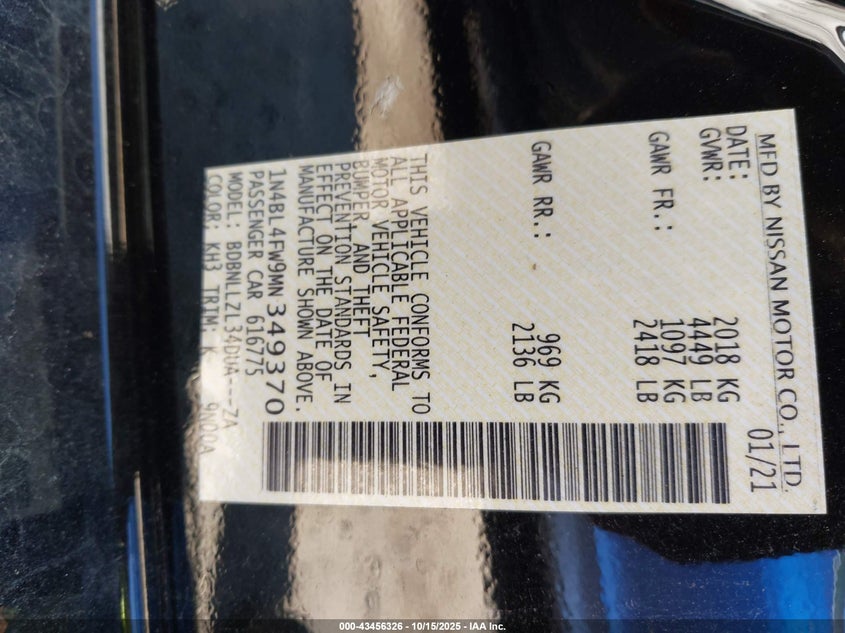 MFD BY NISSAN MOTOR CO., LTD.
DATE: 01/21
GVWR: 2018 KG
4449 LB
GAWR FR.: 1097 KG
2418 LB
GAWR RR.: 969 KG
2136 LB
THIS VEHICLE CONFORMS TO
ALL APPLICABLE FEDERAL
MOTOR VEHICLE SAFETY,
BUMPER, AND THEFT
PREVENTION STANDARDS IN
EFFECT ON THE DATE OF
MANUFACTURE SHOWN ABOVE.
1N4BL4FW9MN349370
PASSENGER CAR 616775
MODEL: BDBNLLZL34DUA---ZA
COLOR: KH3 TRIM: K
000-43456326 - 10/15/2025 - IAA Inc.